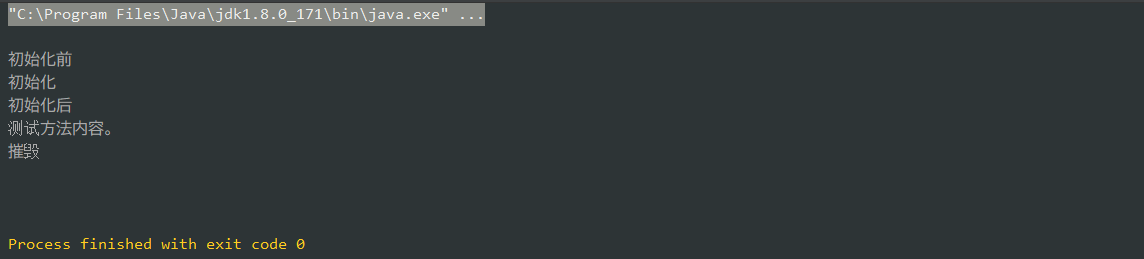 "C:\Program Files\Java\jdk1.8.0_171\bin\java.exe" ...
初始化前
初始化
初始化后
测试方法内容。
摧毁
Process finished with exit code 0